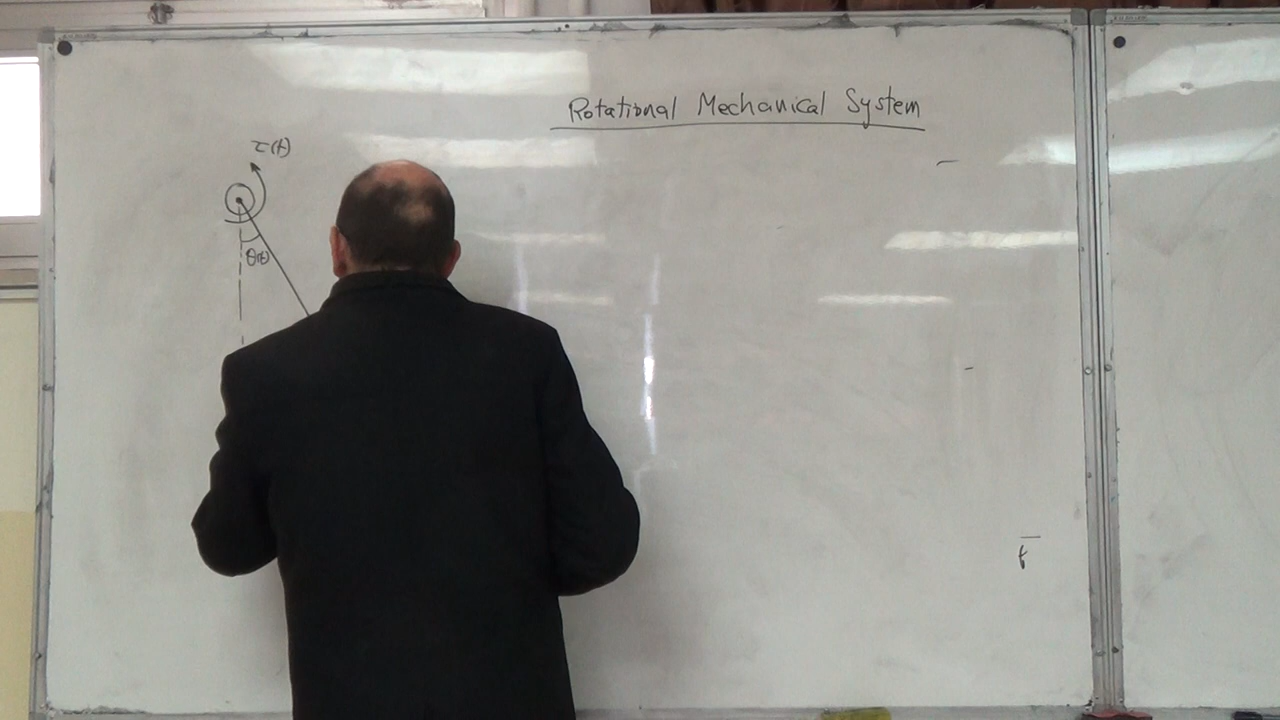 Rotational Mechanical System
τ(t)
θ(t)